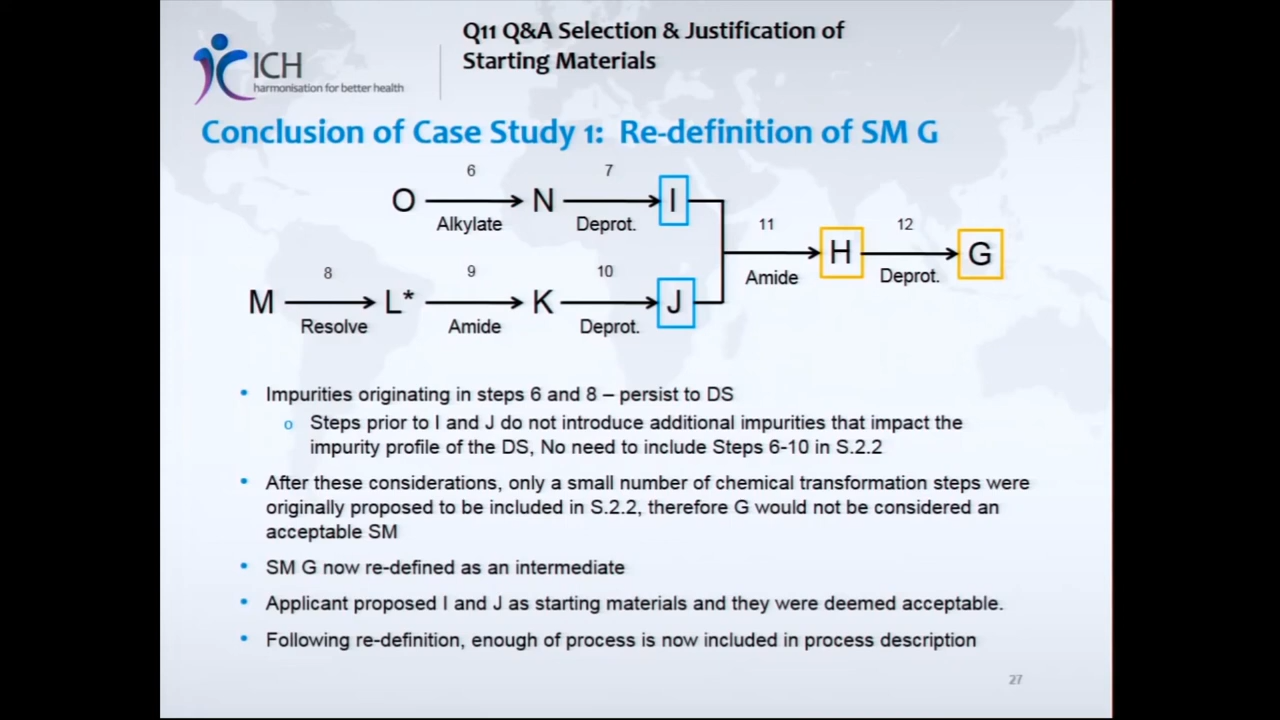 Q11 Q&A Selection & Justification of
Starting Materials
ICH
harmonisation for better health
Conclusion of Case Study 1: Re-definition of SM G
6 7
O N I
Alkylate Deprot.
11 12
H G
Amide Deprot.
8 9 10
M L* K J
Resolve Amide Deprot.
• Impurities originating in steps 6 and 8 – persist to DS
o Steps prior to I and J do not introduce additional impurities that impact the
impurity profile of the DS, No need to include Steps 6-10 in S.2.2
• After these considerations, only a small number of chemical transformation steps were
originally proposed to be included in S.2.2, therefore G would not be considered an
acceptable SM
• SM G now re-defined as an intermediate
• Applicant proposed I and J as starting materials and they were deemed acceptable.
• Following re-definition, enough of process is now included in process description
27